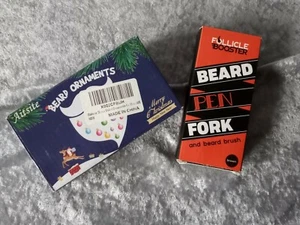 Aitsite
BEARD ORNAMENTS
MADE IN CHINA
Merry
Christmas
FOLLICLE
BOOSTER
BEARD
PEN
FORK
and beard brush